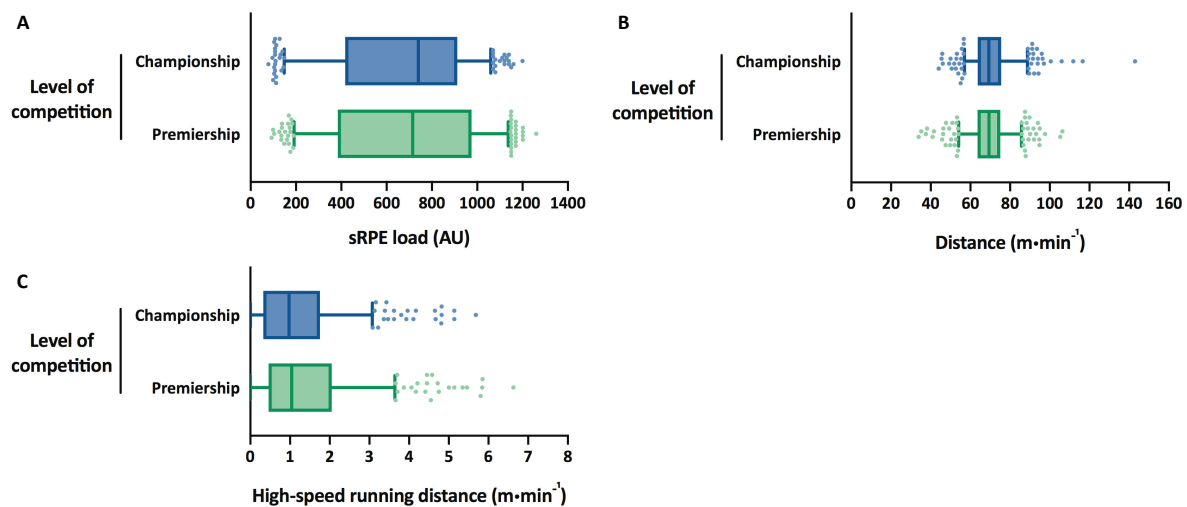 A
Level of
competition
Championship
Premiership
0 200 400 600 800 1000 1200 1400
sRPE load (AU)
B
Level of
competition
Championship
Premiership
0 20 40 60 80 100 120 140 160
Distance (m•min⁻¹)
C
Level of
competition
Championship
Premiership
0 1 2 3 4 5 6 7 8
High-speed running distance (m•min⁻¹)